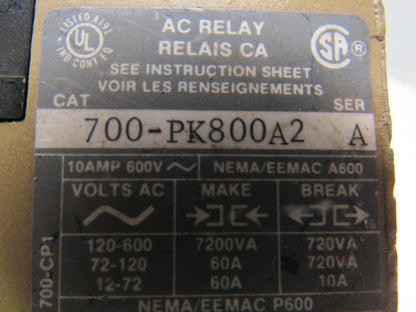 LISTED A191
UL
IND CONT EQ
AC RELAY
RELAIS CA
SEE INSTRUCTION SHEET
VOIR LES RENSEIGNEMENTS
CAT SER
700-PK800A2 A
10AMP 600V ∼ NEMA/EEMAC A600
VOLTS AC MAKE BREAK
120-600 7200VA 720VA
72-120 60A 720VA
12-72 60A 10A
NEMA/EEMAC P600
700-CP1